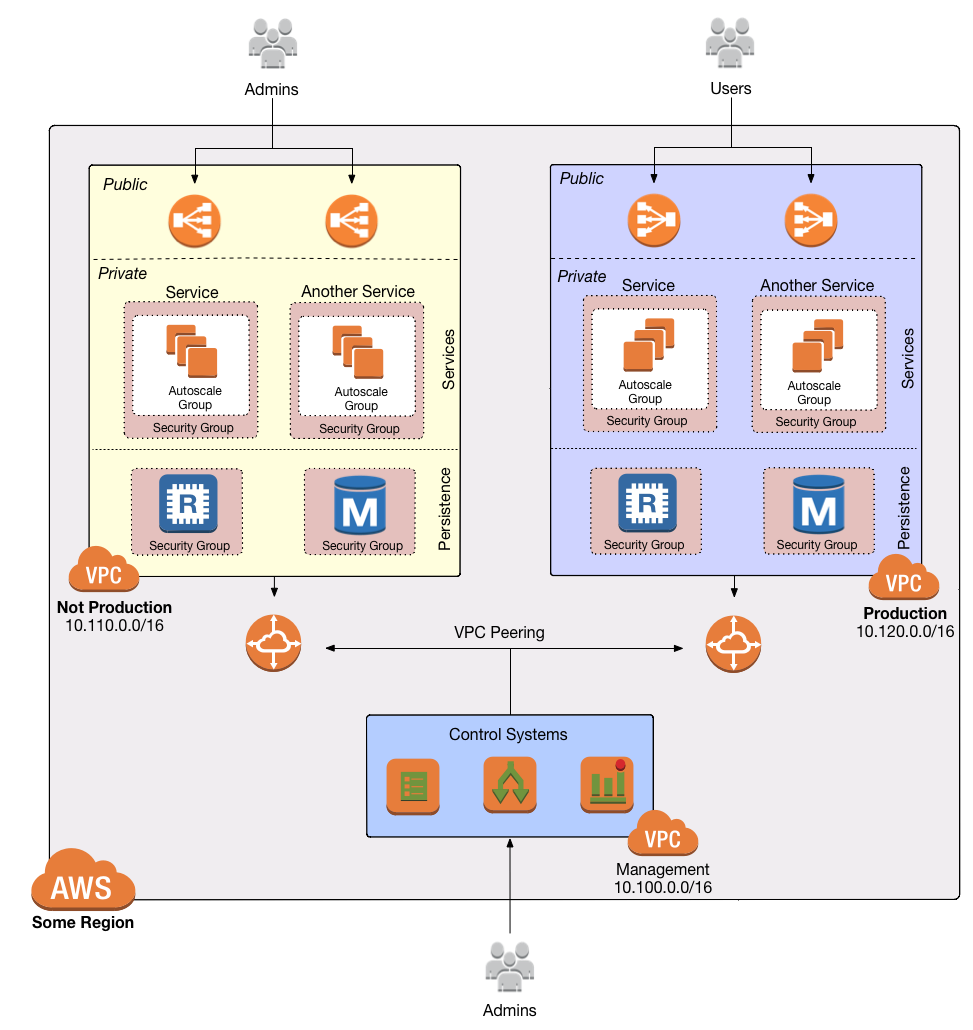 Admins
Users
Public
Private
Service
Another Service
Autoscale
Group
Security Group
Autoscale
Group
Security Group
Services
R
Security Group
M
Security Group
Persistence
VPC
Not Production
10.110.0.0/16
Public
Private
Service
Another Service
Autoscale
Group
Security Group
Autoscale
Group
Security Group
Services
R
Security Group
M
Security Group
Persistence
VPC
Production
10.120.0.0/16
VPC Peering
Control Systems
VPC
Management
10.100.0.0/16
AWS
Some Region
Admins